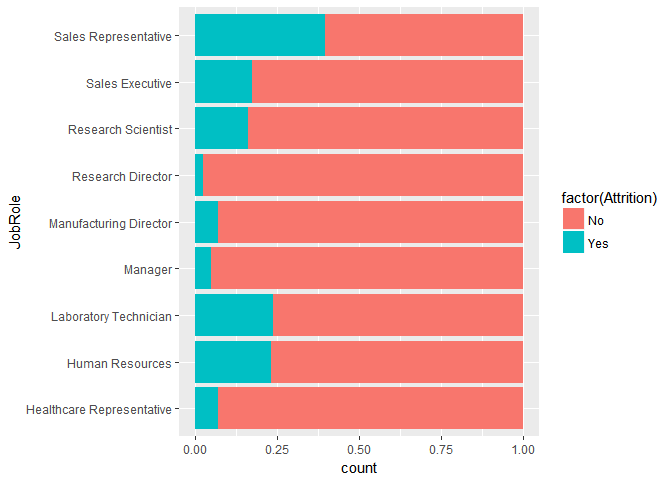 Sales Representative
Sales Executive
Research Scientist
Research Director
Manufacturing Director
Manager
Laboratory Technician
Human Resources
Healthcare Representative
JobRole
0.00 0.25 0.50 0.75 1.00
count
factor(Attrition)
No
Yes